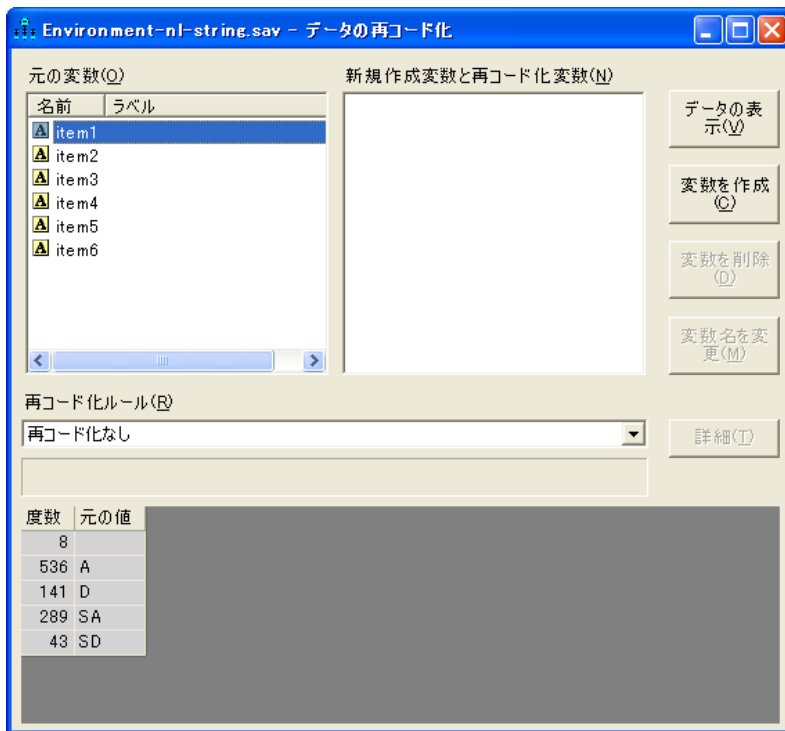 Environment-nl-string.sav - データの再コード化
元の変数(O)
新規作成変数と再コード化変数(N)
名前 ラベル
item1
item2
item3
item4
item5
item6
データの表
示(V)
変数を作成
(C)
変数を削除
(D)
変数名を変
更(M)
再コード化ルール(R)
再コード化なし
詳細(T)
度数 元の値
8
536 A
141 D
289 SA
43 SD